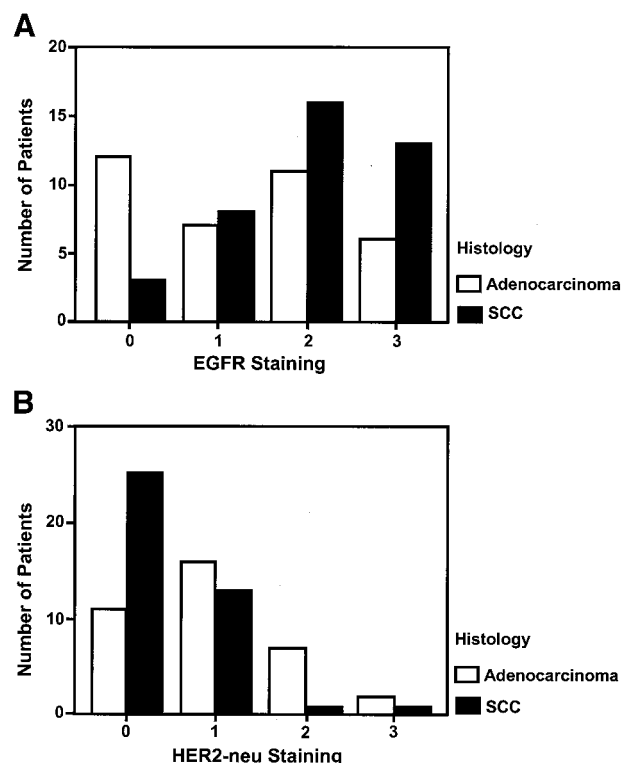 A
20
15
10
5
0
Number of Patients
0 1 2 3
EGFR Staining
Histology
Adenocarcinoma
SCC
B
30
20
10
0
Number of Patients
0 1 2 3
HER2-neu Staining
Histology
Adenocarcinoma
SCC